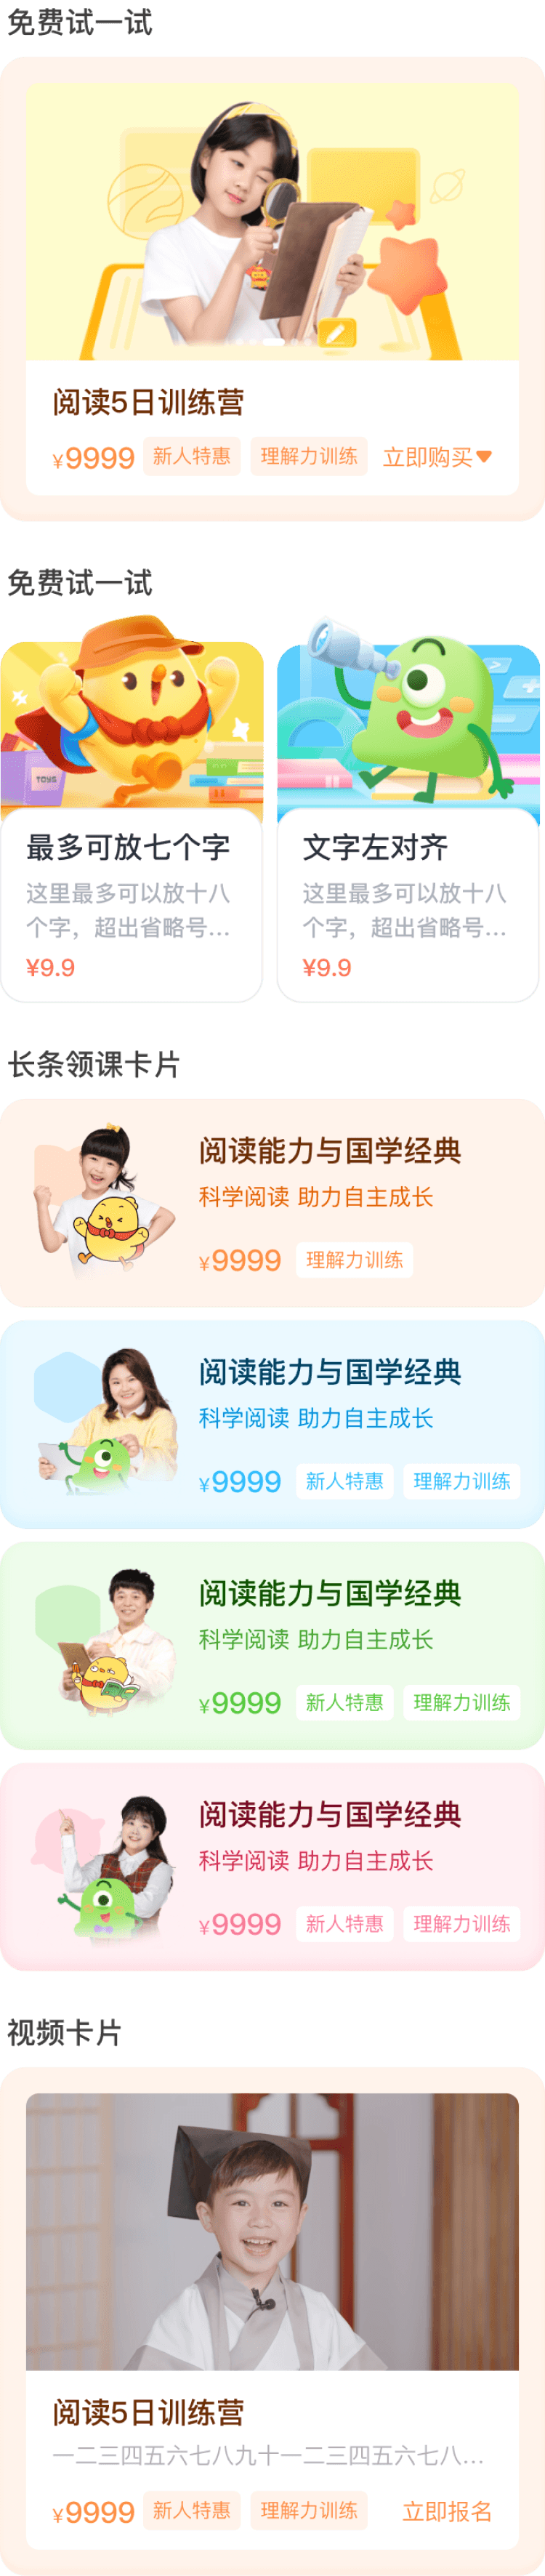 免费试一试
阅读5日训练营
¥9999 新人特惠 理解力训练 立即购买
免费试一试
TOYS
最多可放七个字
这里最多可以放十八
个字，超出省略号...
¥9.9
文字左对齐
这里最多可以放十八
个字，超出省略号...
¥9.9
长条领课卡片
阅读能力与国学经典
科学阅读 助力自主成长
¥9999 理解力训练
阅读能力与国学经典
科学阅读 助力自主成长
¥9999 新人特惠 理解力训练
阅读能力与国学经典
科学阅读 助力自主成长
¥9999 新人特惠 理解力训练
阅读能力与国学经典
科学阅读 助力自主成长
¥9999 新人特惠 理解力训练
视频卡片
阅读5日训练营
一二三四五六七八九十一二三四五六七八...
¥9999 新人特惠 理解力训练 立即报名